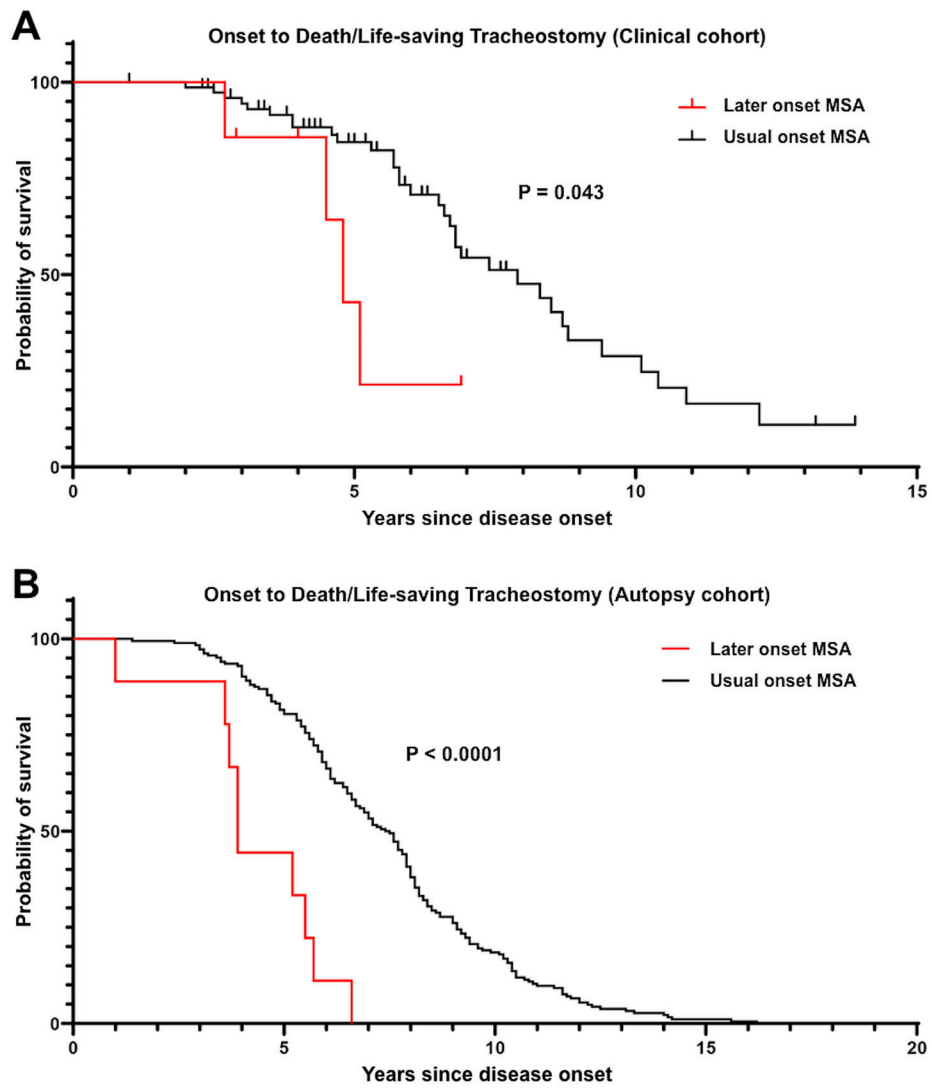 A
Onset to Death/Life-saving Tracheostomy (Clinical cohort)
Later onset MSA
Usual onset MSA
P = 0.043
Probability of survival
100
50
0
0 5 10 15
Years since disease onset
B
Onset to Death/Life-saving Tracheostomy (Autopsy cohort)
Later onset MSA
Usual onset MSA
P < 0.0001
Probability of survival
100
50
0
0 5 10 15 20
Years since disease onset